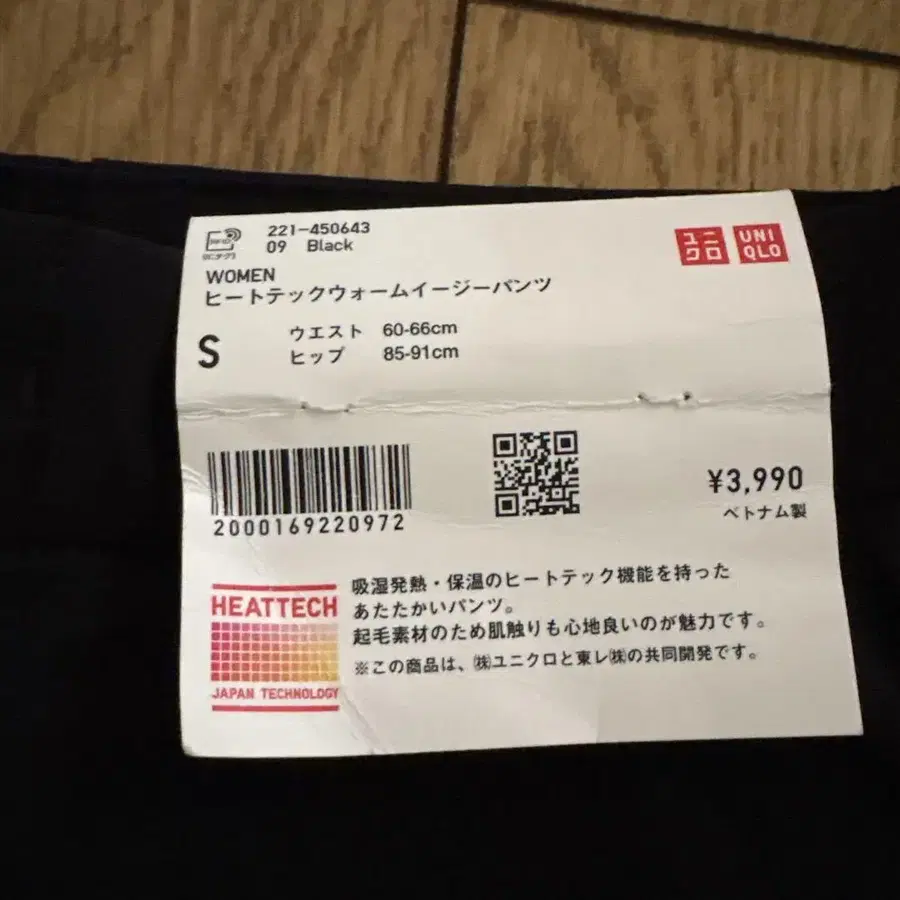 221-450643
09 Black
ユニクロ
UNIQLO
WOMEN
ヒートテックウォームイージーパンツ
S
ウエスト 60-66cm
ヒップ 85-91cm
2000169220972
¥3,990
ベトナム製
HEATTECH
JAPAN TECHNOLOGY
吸湿発熱・保温のヒートテック機能を持った
あたたかいパンツ。
起毛素材のため肌触りも心地良いのが魅力です。
※この商品は、㈱ユニクロと東レ㈱の共同開発です。